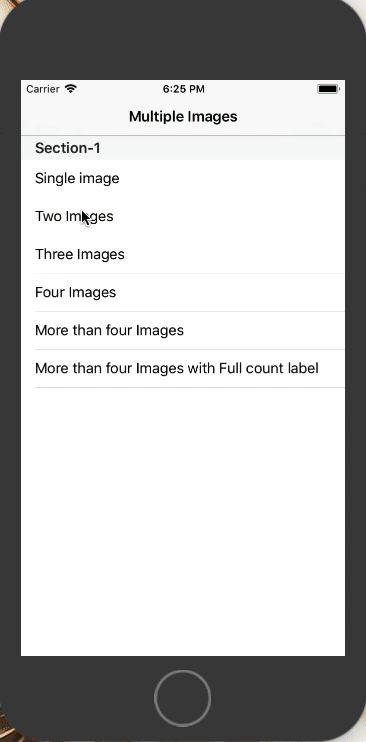 Carrier 6:25 PM
Multiple Images
Section-1
Single image
Two Images
Three Images
Four Images
More than four Images
More than four Images with Full count label